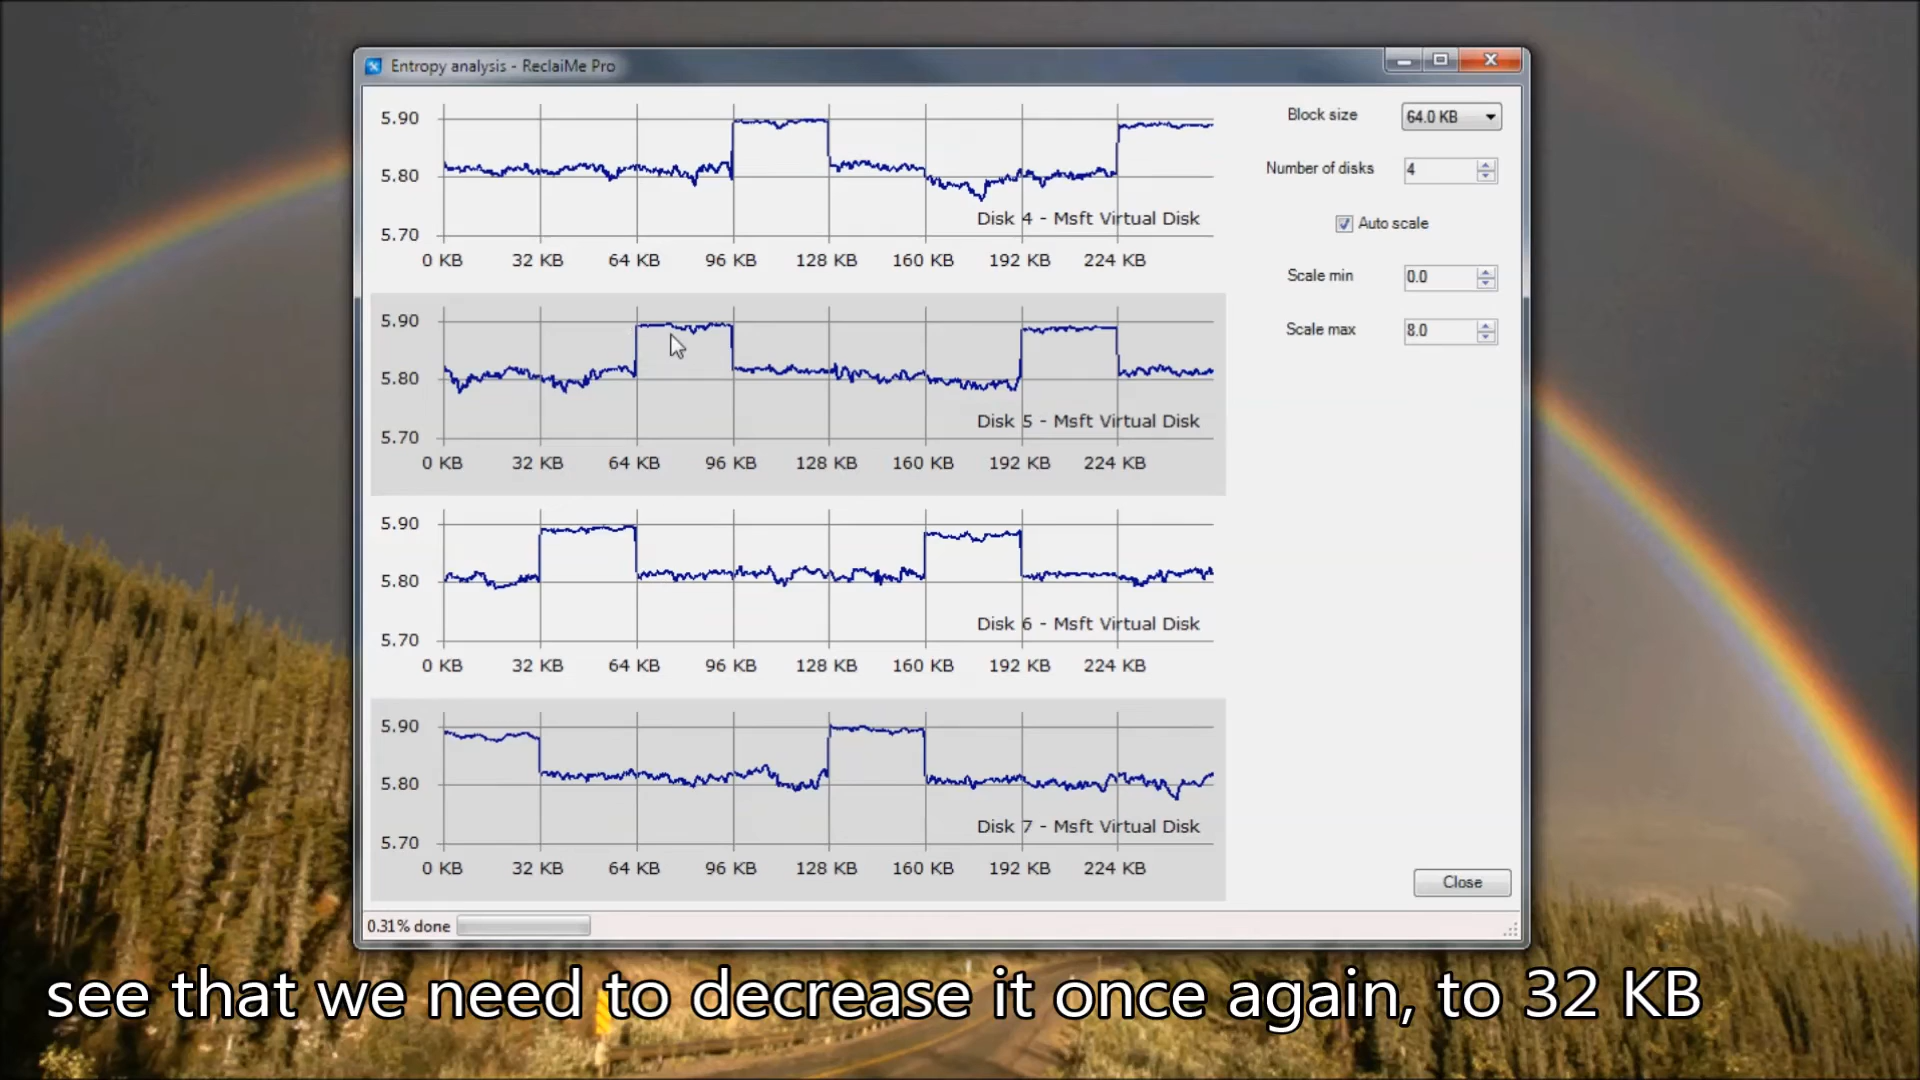 Entropy analysis - ReclaiMe Pro
5.90
5.80
5.70
0 KB 32 KB 64 KB 96 KB 128 KB 160 KB 192 KB 224 KB
Disk 4 - Msft Virtual Disk
5.90
5.80
5.70
0 KB 32 KB 64 KB 96 KB 128 KB 160 KB 192 KB 224 KB
Disk 5 - Msft Virtual Disk
5.90
5.80
5.70
0 KB 32 KB 64 KB 96 KB 128 KB 160 KB 192 KB 224 KB
Disk 6 - Msft Virtual Disk
5.90
5.80
5.70
0 KB 32 KB 64 KB 96 KB 128 KB 160 KB 192 KB 224 KB
Disk 7 - Msft Virtual Disk
Block size 64.0 KB
Number of disks 4
Auto scale
Scale min 0.0
Scale max 8.0
Close
0.31% done
see that we need to decrease it once again, to 32 KB